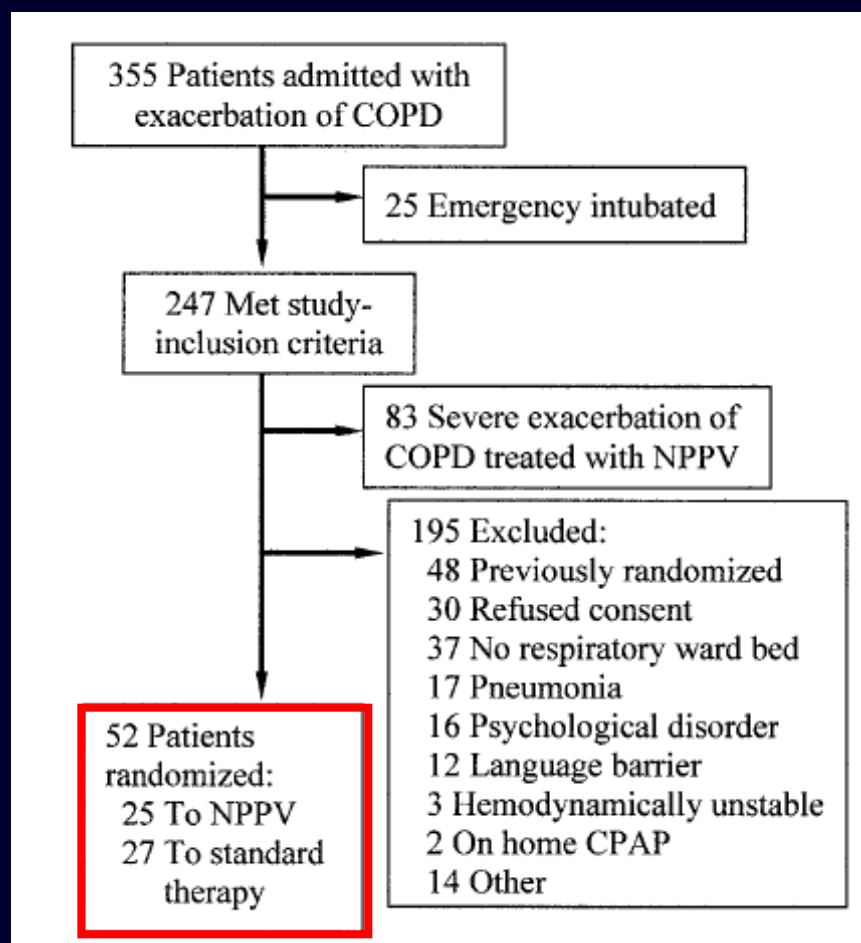 355 Patients admitted with
exacerbation of COPD
25 Emergency intubated
247 Met study-
inclusion criteria
83 Severe exacerbation of
COPD treated with NPPV
195 Excluded:
48 Previously randomized
30 Refused consent
37 No respiratory ward bed
17 Pneumonia
16 Psychological disorder
12 Language barrier
3 Hemodynamically unstable
2 On home CPAP
14 Other
52 Patients
randomized:
25 To NPPV
27 To standard
therapy